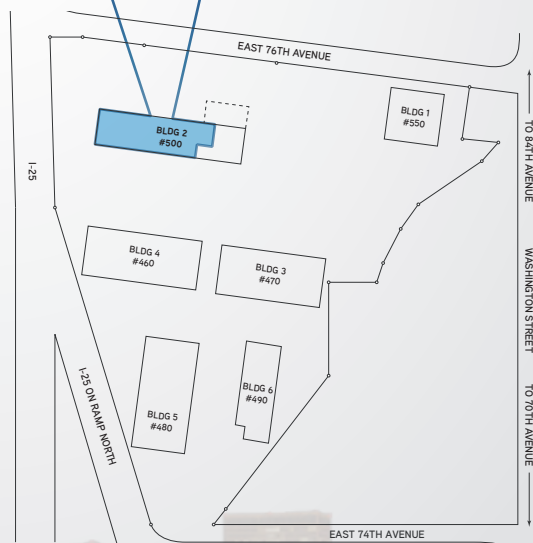 EAST 76TH AVENUE
BLDG 1
#550
BLDG 2
#500
I-25
TO 84TH AVENUE
BLDG 4
#460
BLDG 3
#470
WASHINGTON STREET
I-25 ON RAMP NORTH
BLDG 5
#480
BLDG 6
#490
TO 70TH AVENUE
EAST 74TH AVENUE